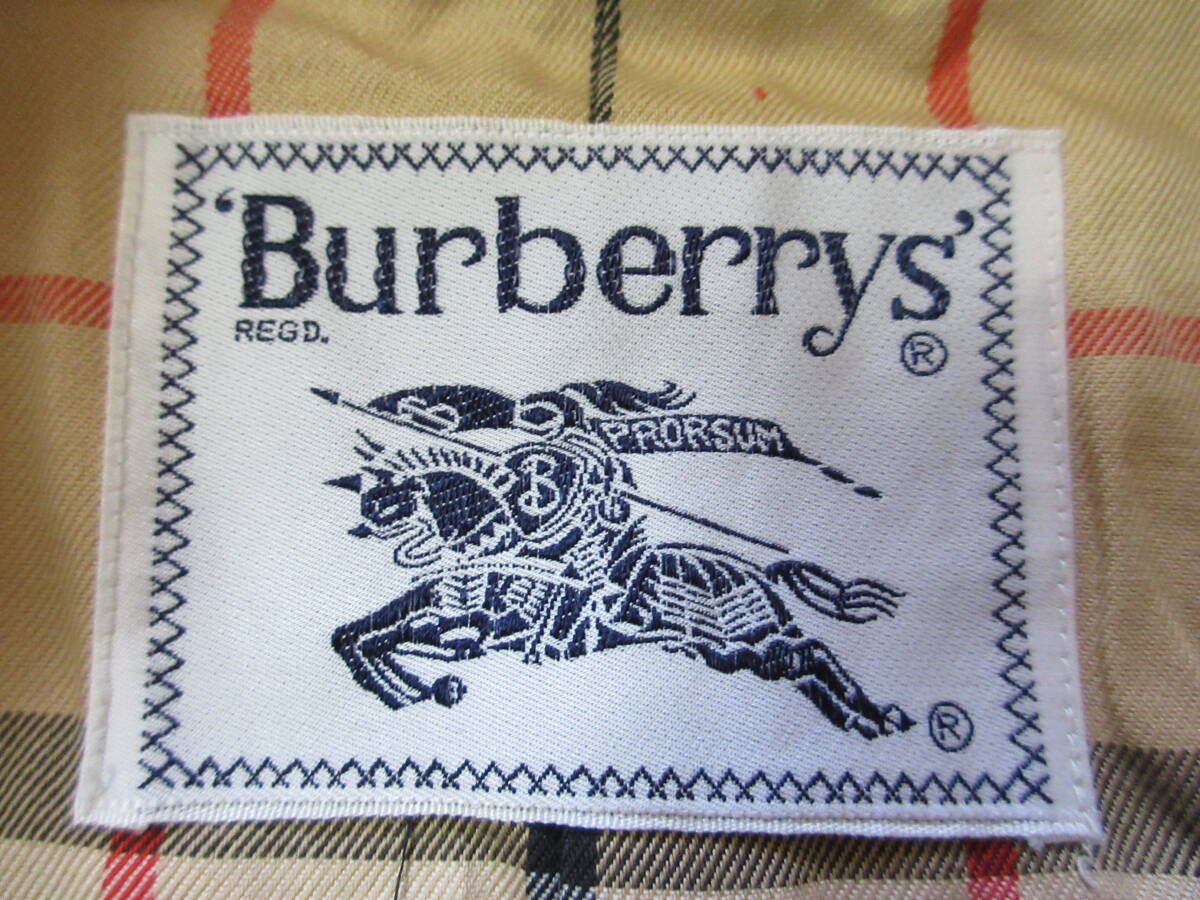 'Burberrys'
REGD. ®
PRORSUM
B
®